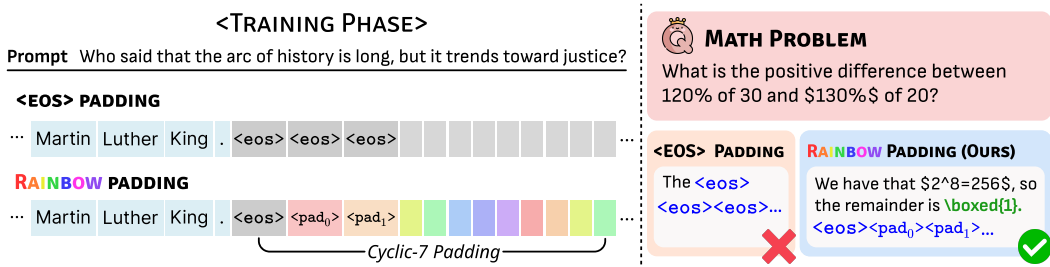 <TRAINING PHASE>
Prompt Who said that the arc of history is long, but it trends toward justice?
<EOS> PADDING
... Martin Luther King . <eos> <eos> <eos> ...
RAINBOW PADDING
... Martin Luther King . <eos> <pad₀> <pad₁> ...
Cyclic-7 Padding
Q MATH PROBLEM
What is the positive difference between
120% of 30 and $130%$ of 20?
<EOS> PADDING
The <eos>
<eos><eos>...
RAINBOW PADDING (OURS)
We have that $2^8=256$, so
the remainder is \boxed{1}.
<eos><pad₀><pad₁>...